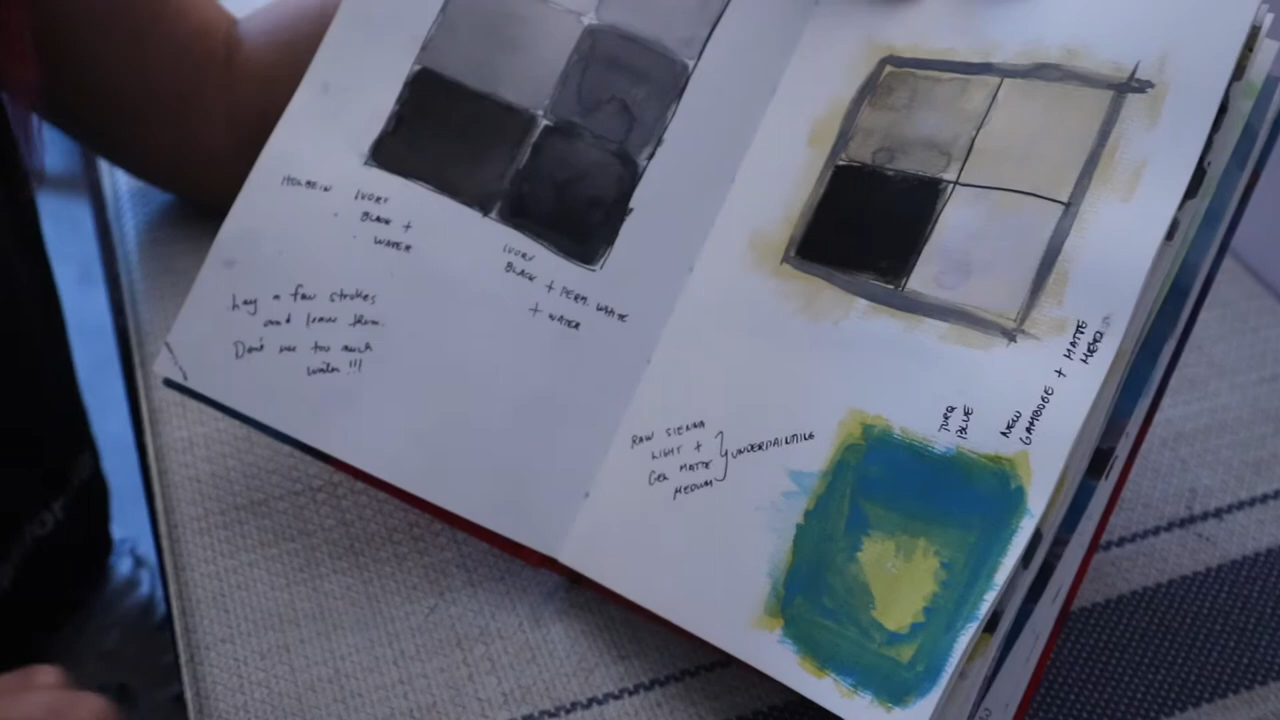 HOLBEIN IVORY
BLACK +
WATER
IVORY
BLACK + PERM. WHITE
+ WATER
Lay a few strokes
and leave them.
Don't use too much
water!!!
RAW SIENNA
LIGHT +
GEL MATTE
MEDIUM
UNDERPAINTING
TURQ
BLUE
NEW
GAMBOGE + MATTE